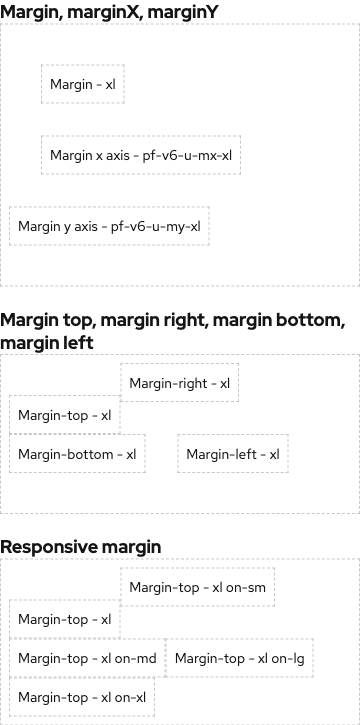 Margin, marginX, marginY
Margin - xl
Margin x axis - pf-v6-u-mx-xl
Margin y axis - pf-v6-u-my-xl
Margin top, margin right, margin bottom,
margin left
Margin-right - xl
Margin-top - xl
Margin-bottom - xl
Margin-left - xl
Responsive margin
Margin-top - xl on-sm
Margin-top - xl
Margin-top - xl on-md
Margin-top - xl on-lg
Margin-top - xl on-xl